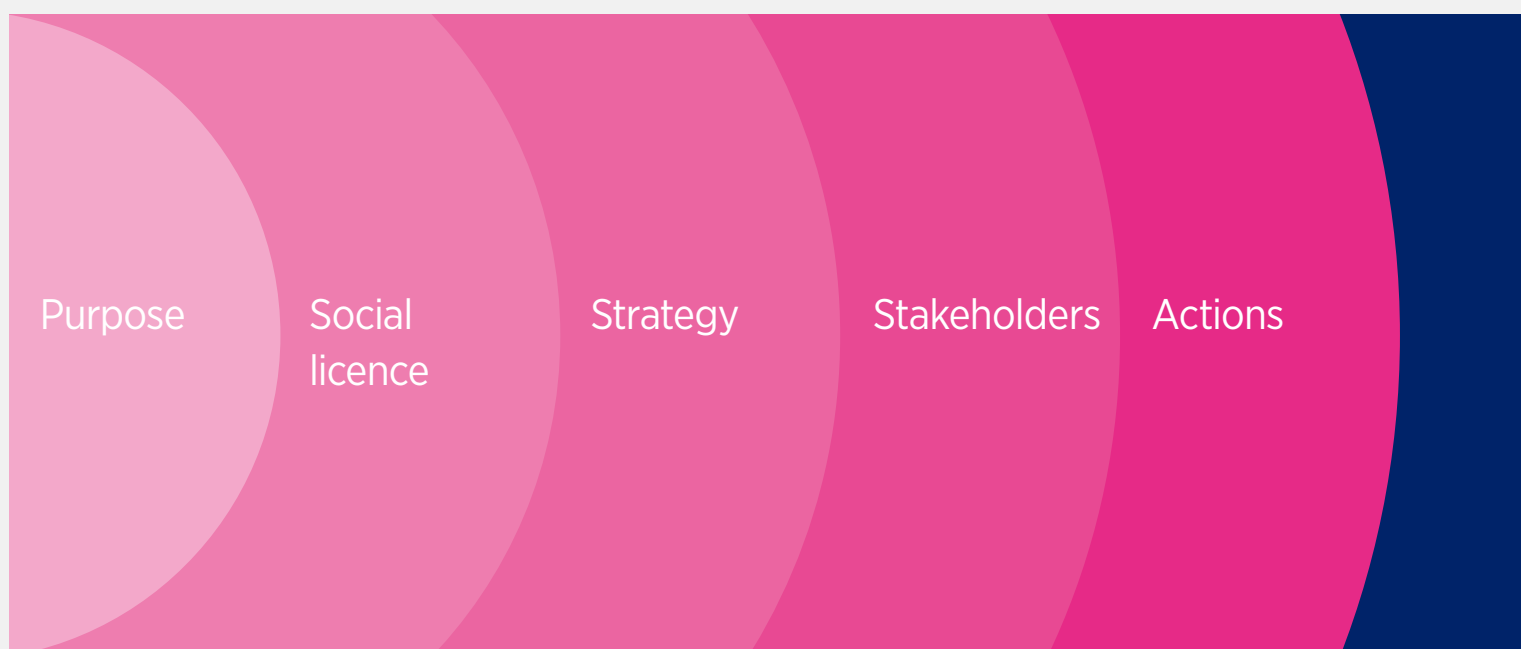 Purpose
Social
licence
Strategy
Stakeholders
Actions